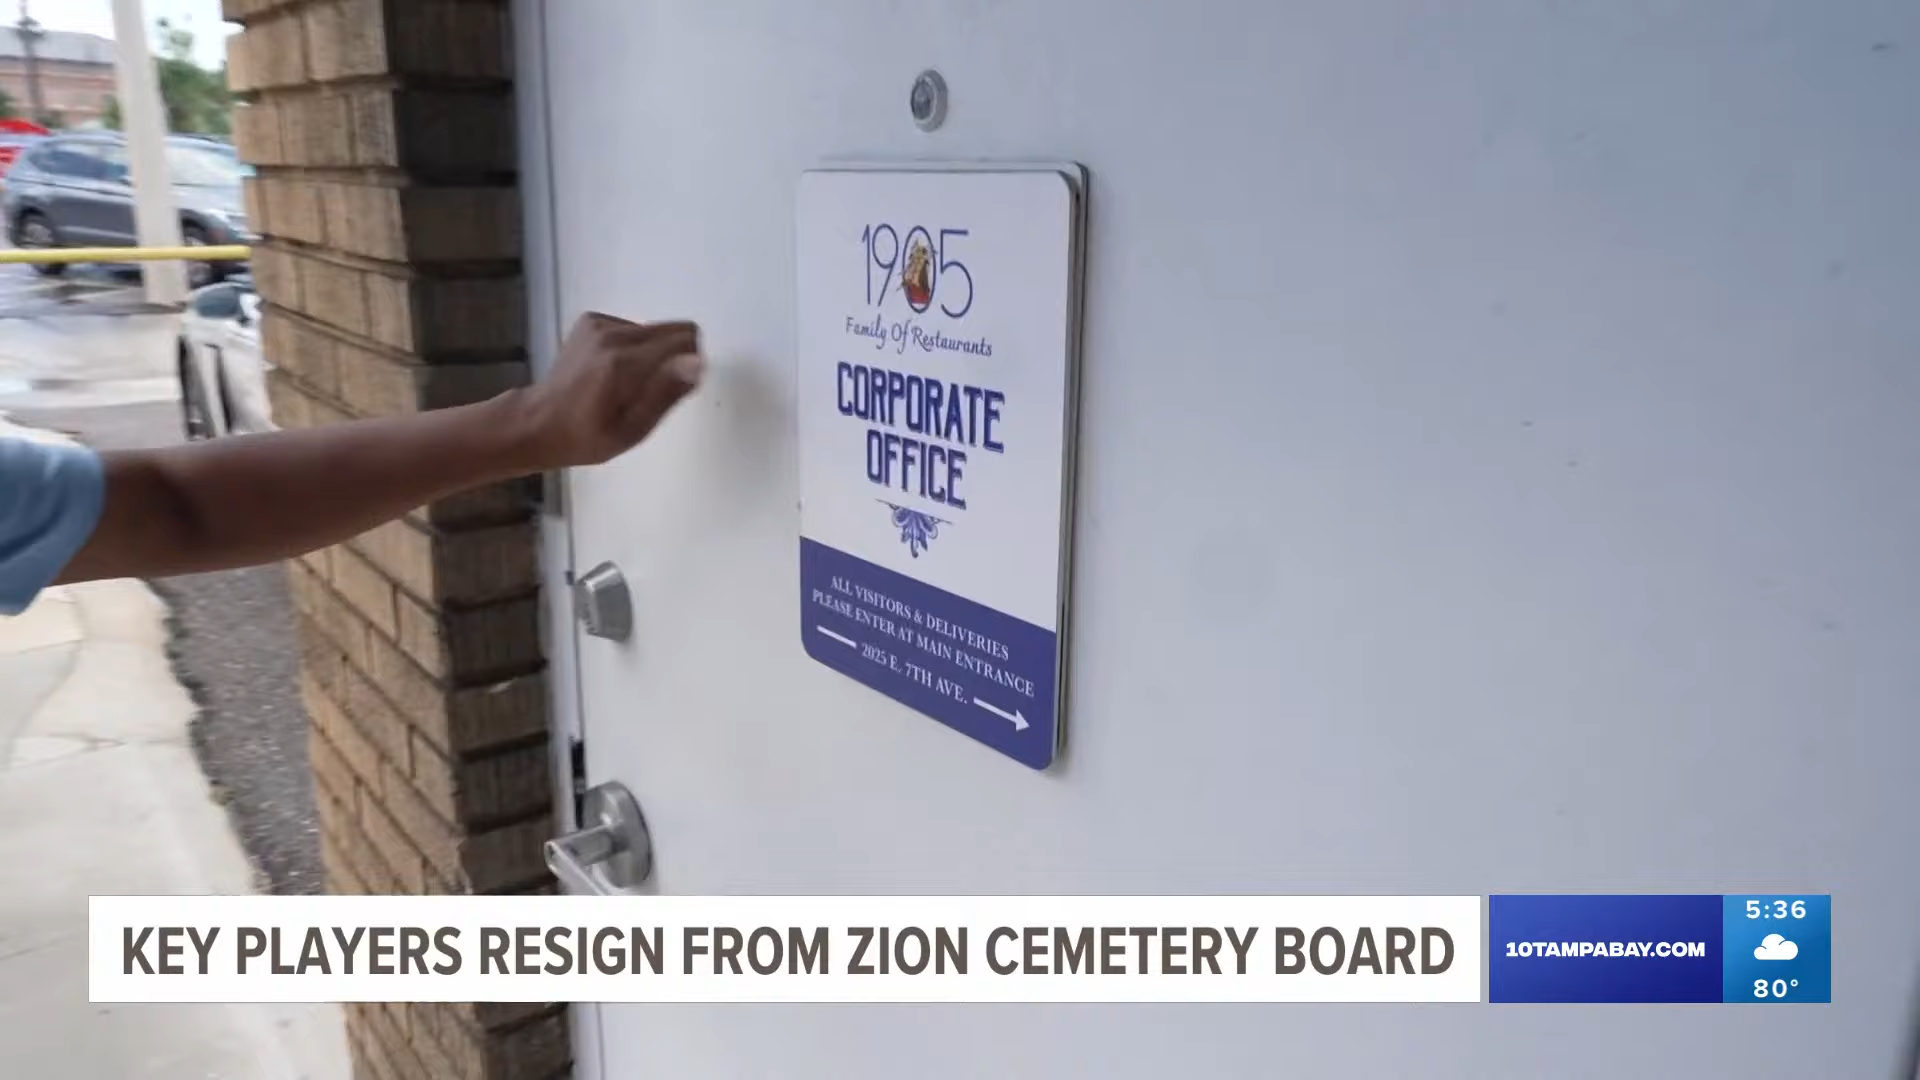 1905
Family Of Restaurants
CORPORATE
OFFICE
ALL VISITORS & DELIVERIES
PLEASE ENTER AT MAIN ENTRANCE
2025 E. 7TH AVE.
KEY PLAYERS RESIGN FROM ZION CEMETERY BOARD
10TAMPABAY.COM
5:36
80°